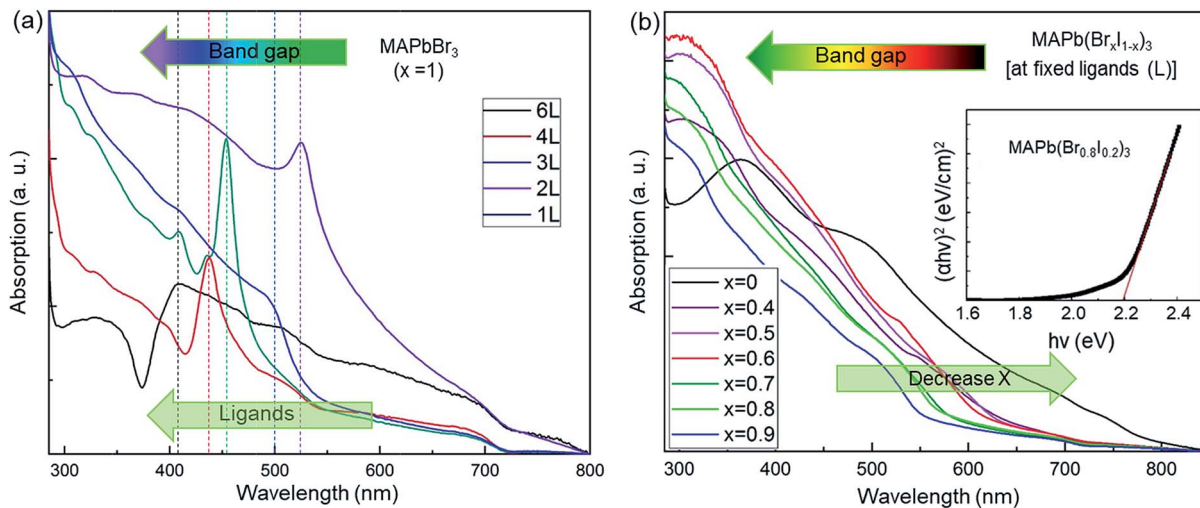 (a)
Band gap
MAPbBr3
(x =1)
6L
4L
3L
2L
1L
Ligands
Absorption (a. u.)
300 400 500 600 700 800
Wavelength (nm)
(b)
Band gap
MAPb(BrxI1-x)3
[at fixed ligands (L)]
MAPb(Br0.8I0.2)3
(αhν)2 (eV/cm)2
1.6 1.8 2.0 2.2 2.4
hν (eV)
x=0
x=0.4
x=0.5
x=0.6
x=0.7
x=0.8
x=0.9
Decrease X
Absorption (a. u.)
300 400 500 600 700 800
Wavelength (nm)